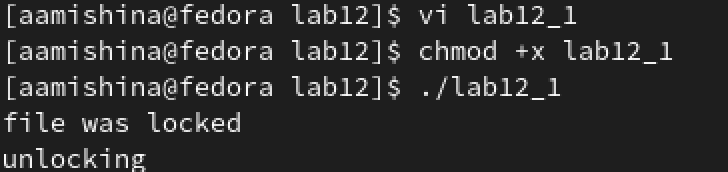 [aamishina@fedora lab12]$ vi lab12_1
[aamishina@fedora lab12]$ chmod +x lab12_1
[aamishina@fedora lab12]$ ./lab12_1
file was locked
unlocking